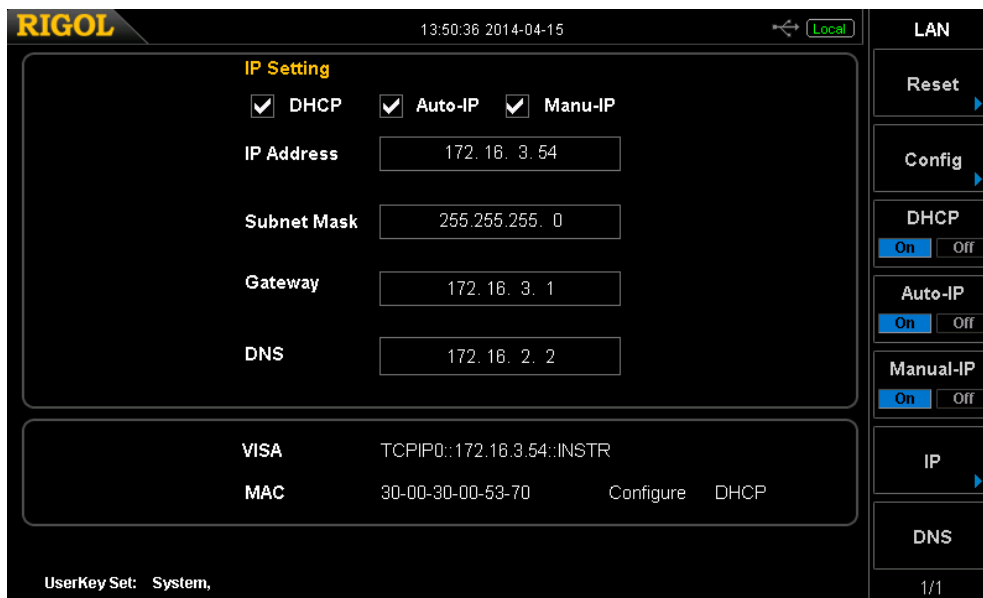 RIGOL 13:50:36 2014-04-15 Local
IP Setting
DHCP Auto-IP Manu-IP
IP Address 172. 16. 3. 54
Subnet Mask 255.255.255. 0
Gateway 172. 16. 3. 1
DNS 172. 16. 2. 2
VISA TCPIP0::172.16.3.54::INSTR
MAC 30-00-30-00-53-70 Configure DHCP
UserKey Set: System,
LAN
Reset
Config
DHCP
On Off
Auto-IP
On Off
Manual-IP
On Off
IP
DNS
1/1